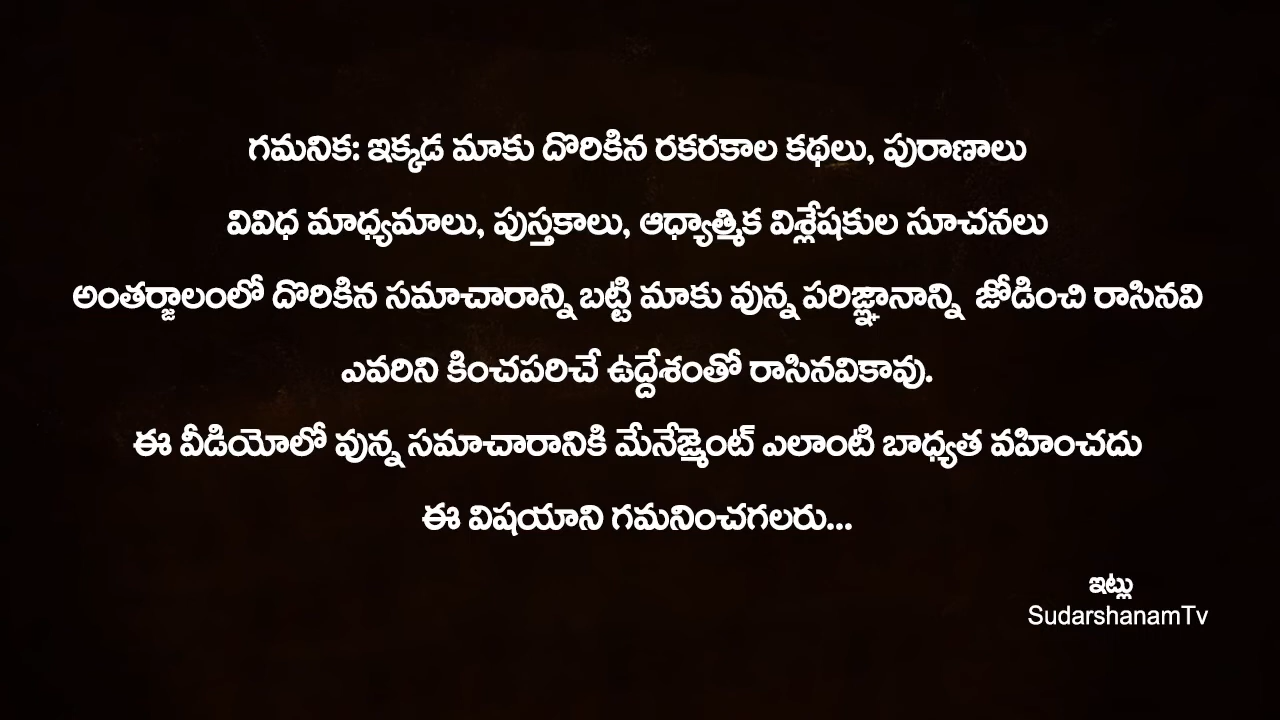 గమనిక: ఇక్కడ మాకు దొరికిన రకరకాల కథలు, పురాణాలు
వివిధ మాధ్యమాలు, పుస్తకాలు, ఆధ్యాత్మిక విశ్లేషకుల సూచనలు
అంతర్జాలంలో దొరికిన సమాచారాన్ని బట్టి మాకు వున్న పరిజ్ఞానాన్ని జోడించి రాసినవి
ఎవరిని కించపరిచే ఉద్దేశంతో రాసినవికావు.
ఈ వీడియోలో వున్న సమాచారానికి మేనేజ్మెంట్ ఎలాంటి బాధ్యత వహించదు
ఈ విషయాని గమనించగలరు...
ఇట్లు
SudarshanamTv